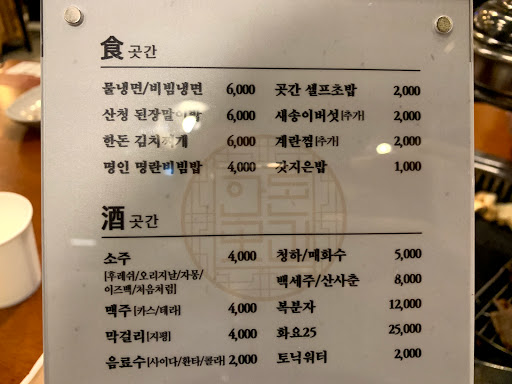 食 곳간
물냉면/비빔냉면 6,000 곳간 셀프초밥 2,000
산청 된장말이밥 6,000 새송이버섯[추개] 2,000
한돈 김치찌개 6,000 계란찜[추개] 2,000
명인 명란비빔밥 4,000 갓지은밥 1,000
酒 곳간
소주 4,000 청하/매화수 5,000
[후레쉬/오리지날/자몽/
이즈백/처음처럼] 백세주/산사춘 8,000
맥주 [카스/테라] 4,000 복분자 12,000
막걸리[지평] 4,000 화요25 25,000
음료수[사이다/환타/콜라] 2,000 토닉워터 2,000